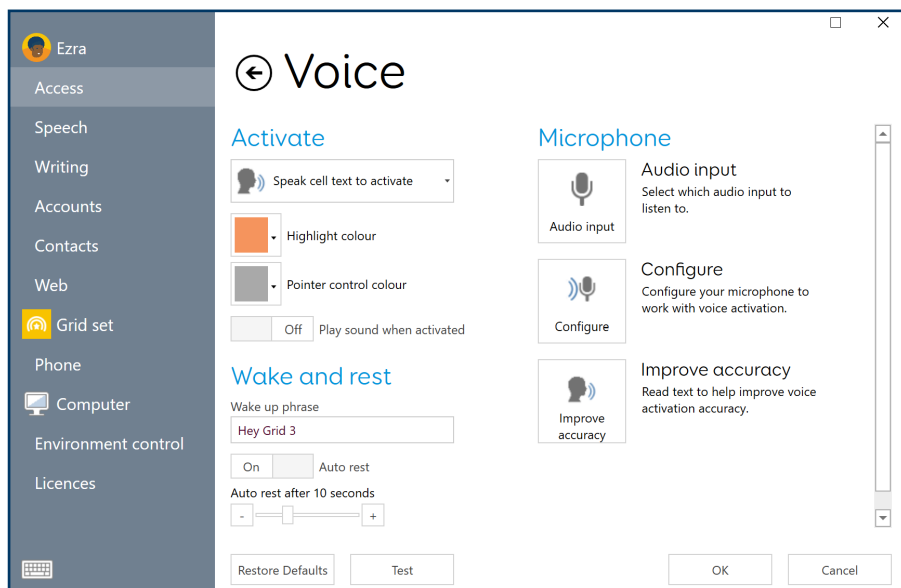 Ezra
Access
Speech
Writing
Accounts
Contacts
Web
Grid set
Phone
Computer
Environment control
Licences
Voice
Activate
Speak cell text to activate
Highlight colour
Pointer control colour
Off Play sound when activated
Wake and rest
Wake up phrase
Hey Grid 3
On Auto rest
Auto rest after 10 seconds
- +
Microphone
Audio input
Audio input
Select which audio input to
listen to.
Configure
Configure
Configure your microphone to
work with voice activation.
Improve
accuracy
Improve accuracy
Read text to help improve voice
activation accuracy.
Restore Defaults Test OK Cancel